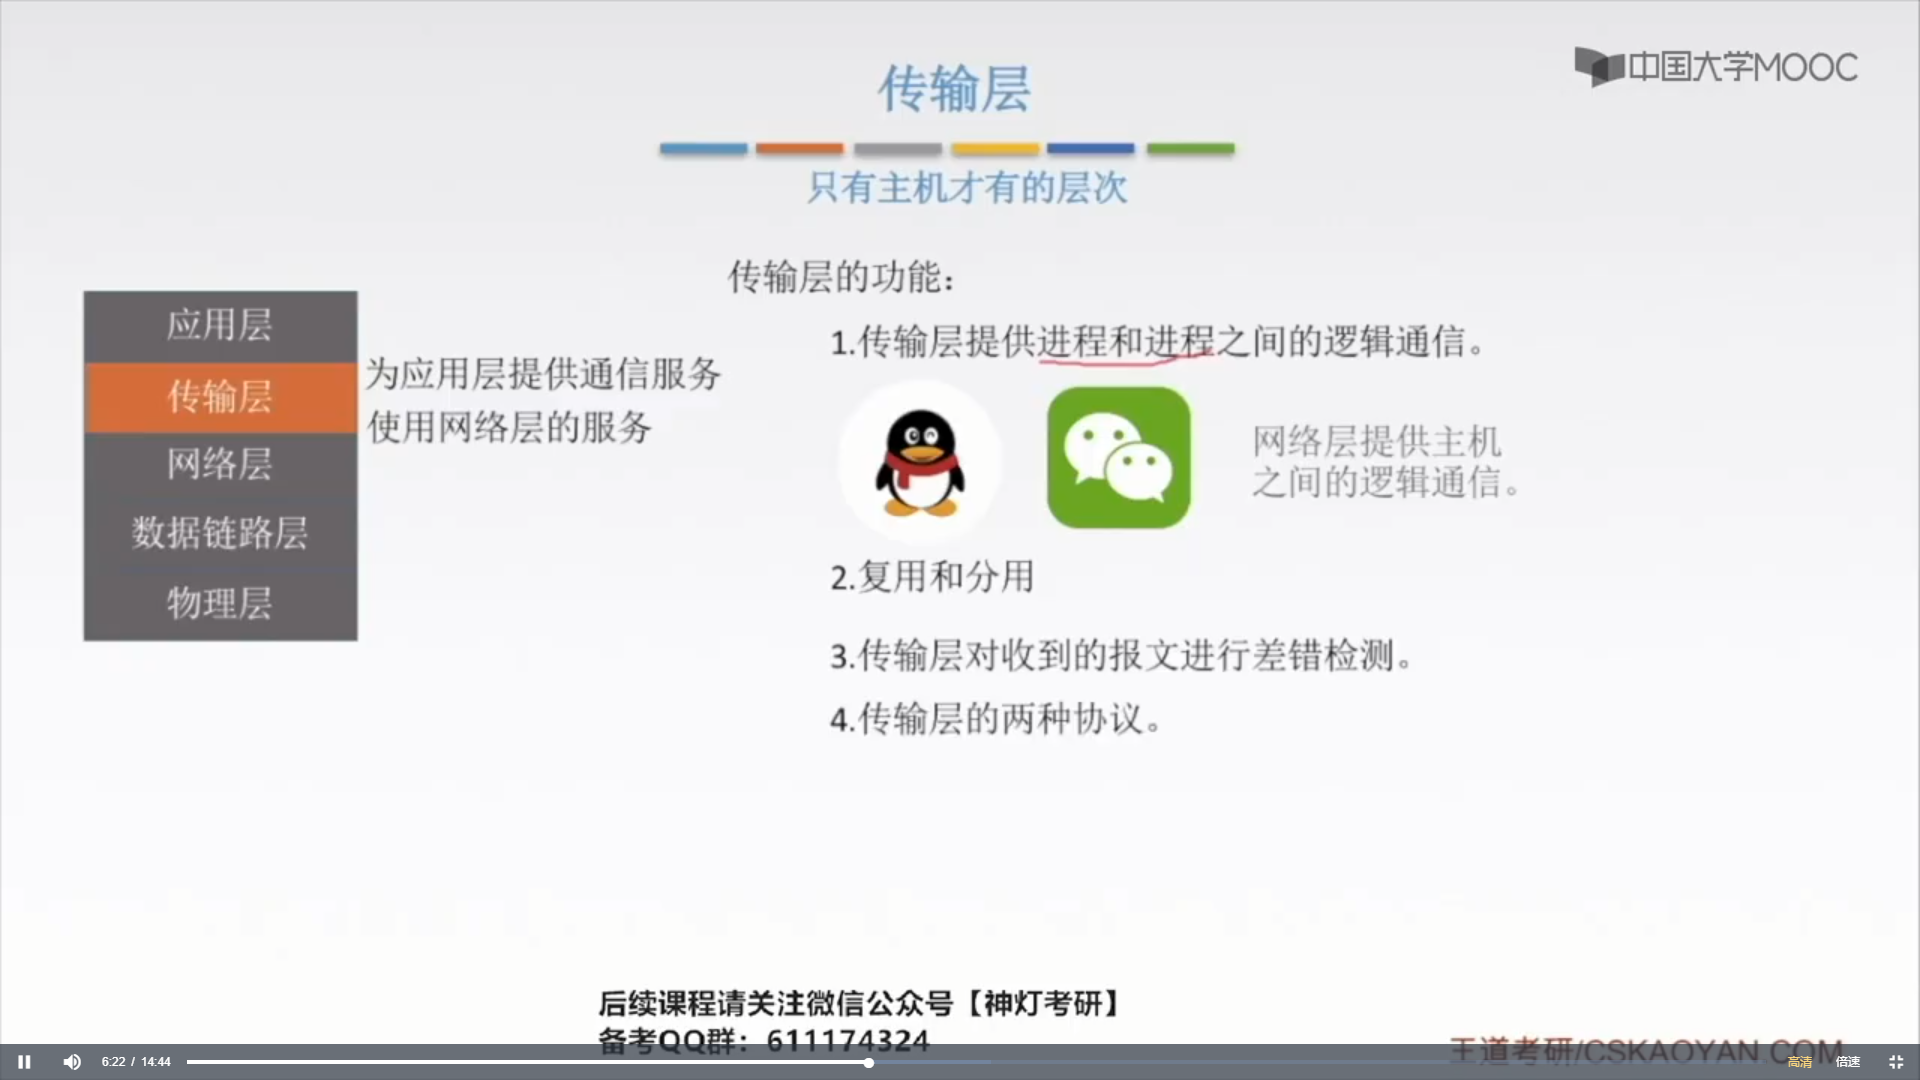 中国大学MOOC
传输层
只有主机才有的层次
传输层的功能：
应用层
传输层
网络层
数据链路层
物理层
为应用层提供通信服务
使用网络层的服务
1.传输层提供进程和进程之间的逻辑通信。
网络层提供主机
之间的逻辑通信。
2.复用和分用
3.传输层对收到的报文进行差错检测。
4.传输层的两种协议。
后续课程请关注微信公众号【神灯考研】
备考QQ群：611174324
王道考研/CSKAOYAN.COM
6:22 / 14:44
高清
倍速